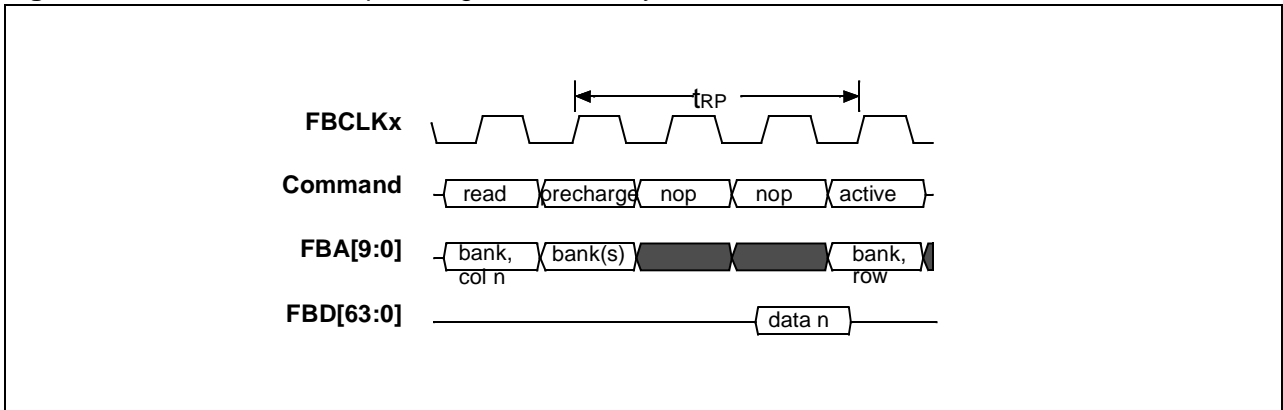 tRP
FBCLKx
Command
read precharge nop nop active
FBA[9:0]
bank, bank(s) bank,
col n row
FBD[63:0]
data n